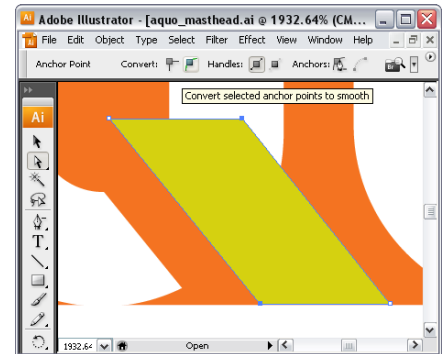 Adobe Illustrator - [aquo_masthead.ai @ 1932.64% (CM...
File Edit Object Type Select Filter Effect View Window Help
Anchor Point Convert: Handles: Anchors:
Convert selected anchor points to smooth
Ai
T
1932.64 Open